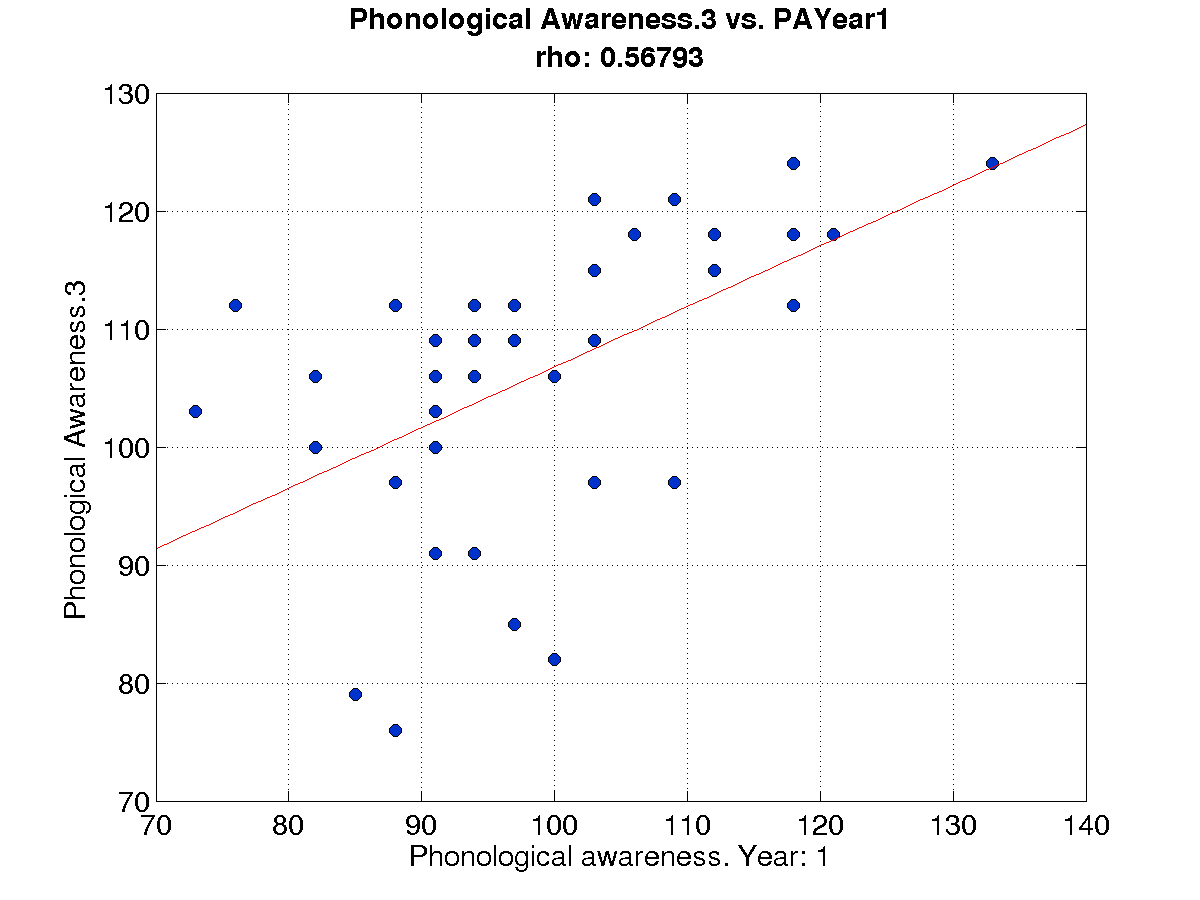 Phonological Awareness.3 vs. PAYear1
rho: 0.56793
130
120
110
100
90
80
70
Phonological Awareness.3
70 80 90 100 110 120 130 140
Phonological awareness. Year: 1